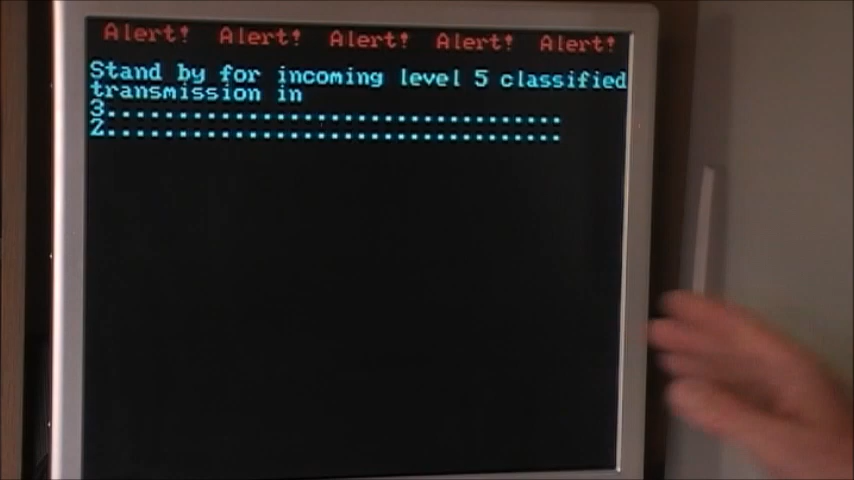 Alert! Alert! Alert! Alert! Alert!
Stand by for incoming level 5 classified
transmission in
3................................
2................................